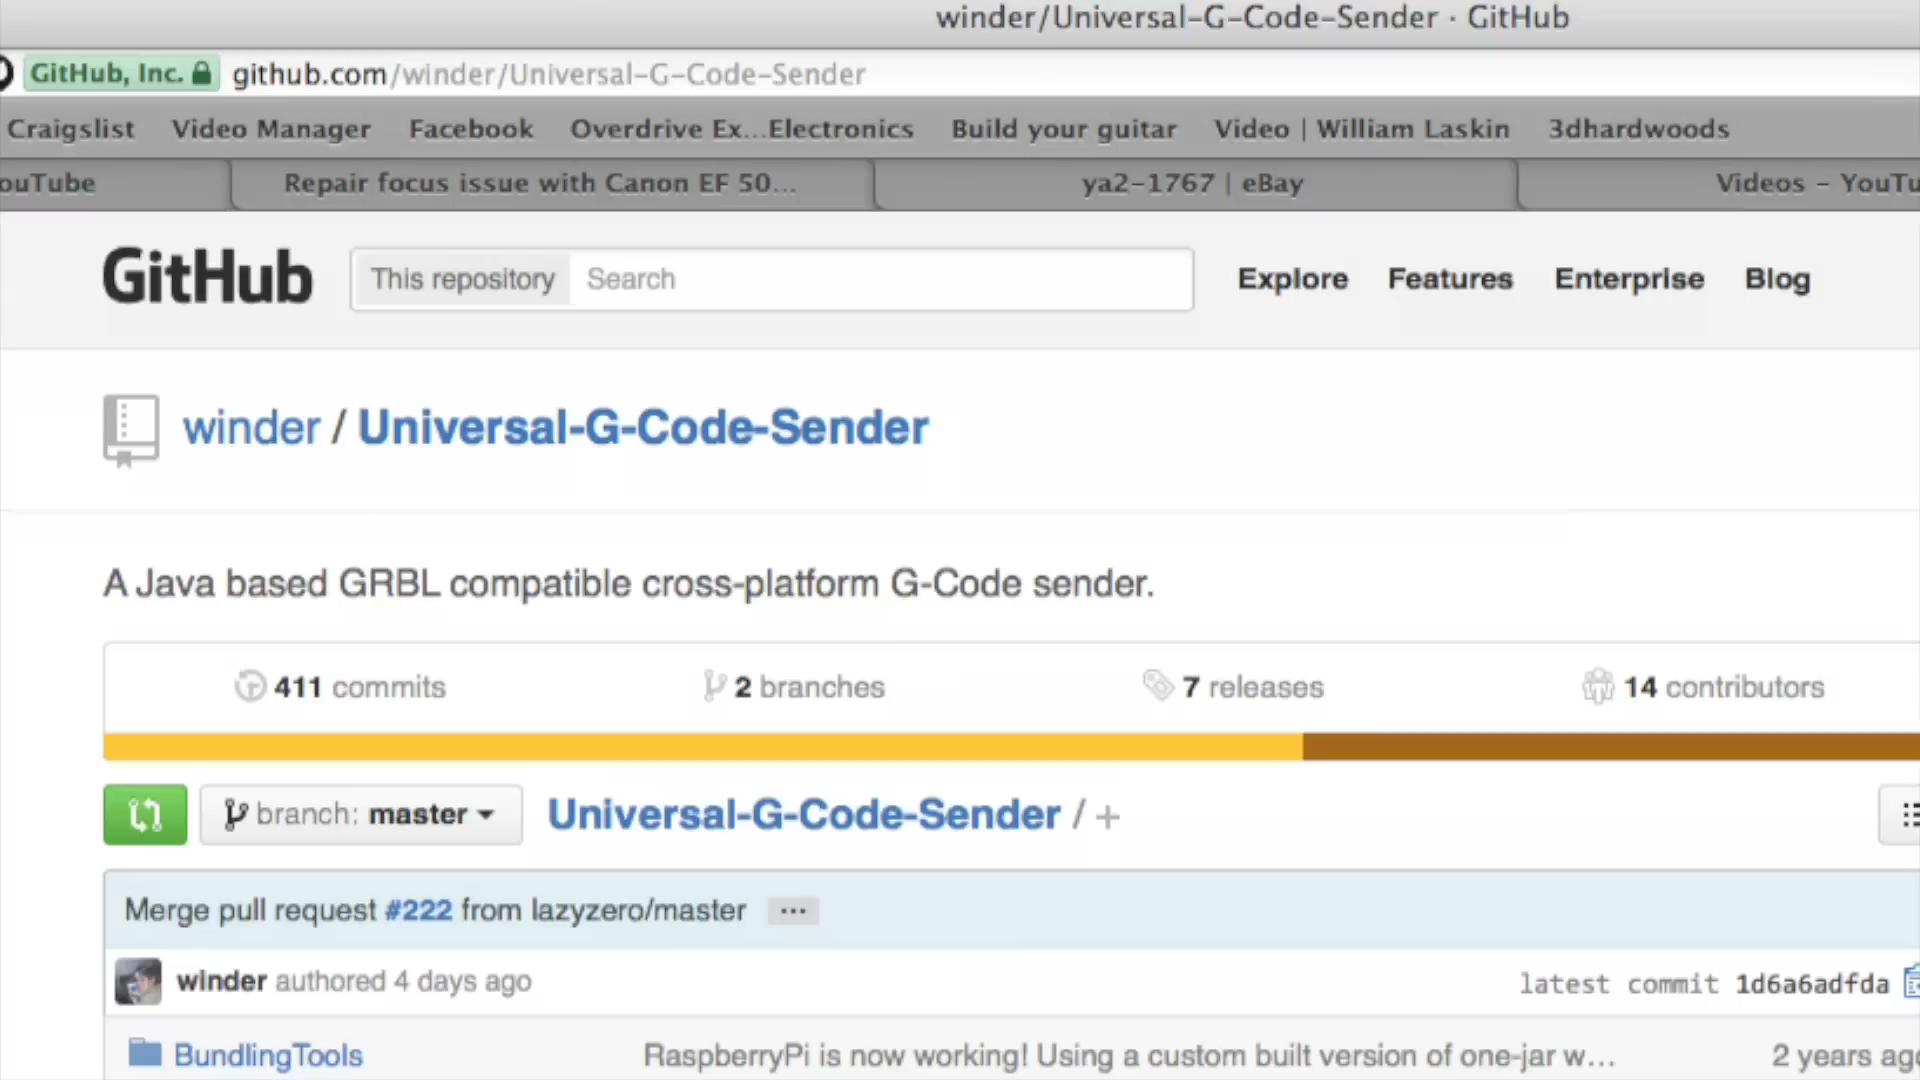 winder/Universal-G-Code-Sender · GitHub
GitHub, Inc. github.com/winder/Universal-G-Code-Sender
Craigslist Video Manager Facebook Overdrive Ex...Electronics Build your guitar Video | William Laskin 3dhardwoods
ouTube Repair focus issue with Canon EF 50... ya2-1767 | eBay Videos - YouTu
GitHub This repository Search Explore Features Enterprise Blog
winder / Universal-G-Code-Sender
A Java based GRBL compatible cross-platform G-Code sender.
411 commits 2 branches 7 releases 14 contributors
branch: master Universal-G-Code-Sender / +
Merge pull request #222 from lazyzero/master ...
winder authored 4 days ago latest commit 1d6a6adfda
BundlingTools RaspberryPi is now working! Using a custom built version of one-jar w... 2 years ago